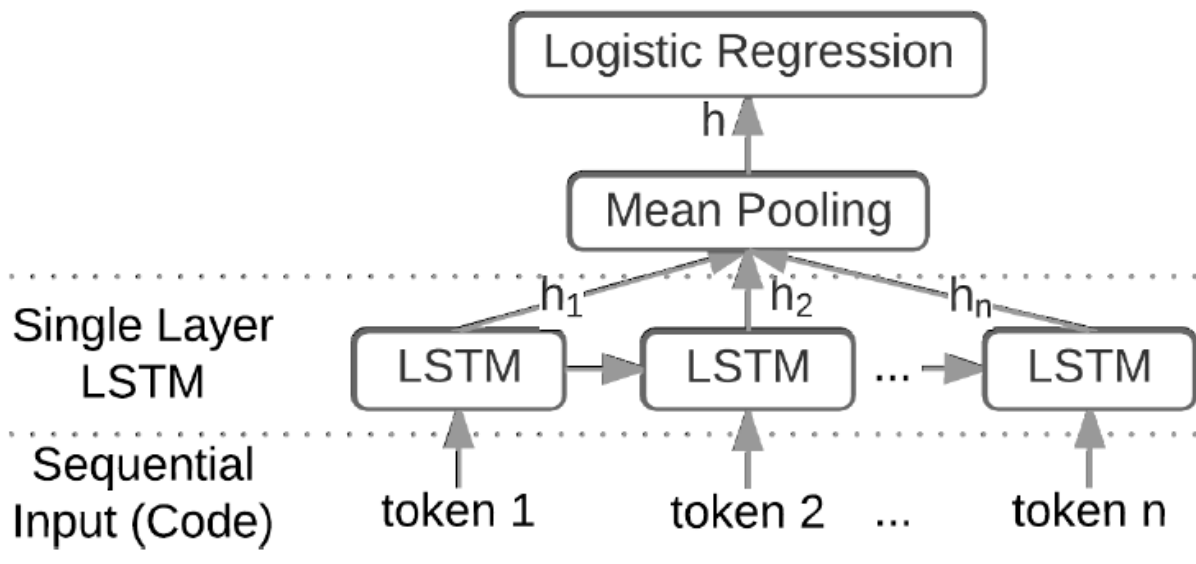 Logistic Regression
h
Mean Pooling
h1 h2 hn
Single Layer
LSTM
LSTM LSTM ... LSTM
Sequential
Input (Code)
token 1 token 2 ... token n